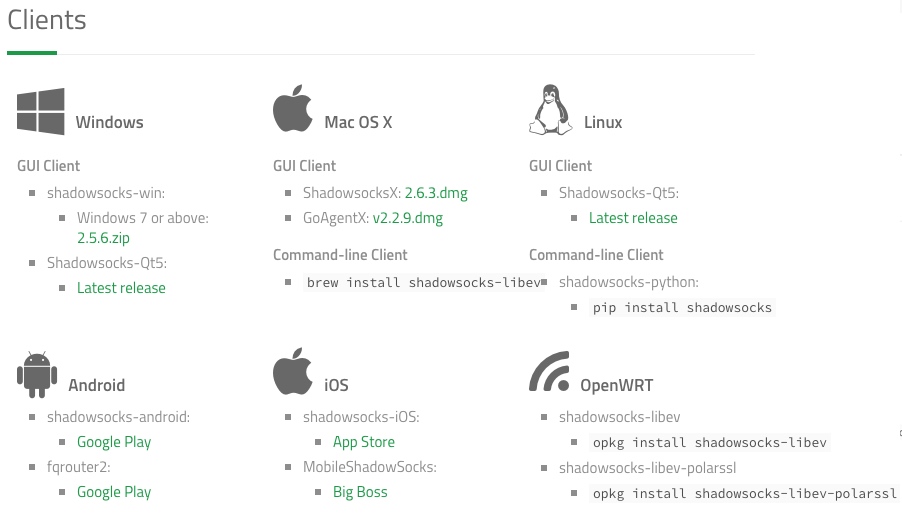 Clients
Windows
GUI Client
shadowsocks-win:
Windows 7 or above:
2.5.6.zip
Shadowsocks-Qt5:
Latest release
Mac OS X
GUI Client
ShadowsocksX: 2.6.3.dmg
GoAgentX: v2.2.9.dmg
Command-line Client
brew install shadowsocks-libev
Linux
GUI Client
Shadowsocks-Qt5:
Latest release
Command-line Client
shadowsocks-python:
pip install shadowsocks
Android
shadowsocks-android:
Google Play
fqrouter2:
Google Play
iOS
shadowsocks-iOS:
App Store
MobileShadowSocks:
Big Boss
OpenWRT
shadowsocks-libev
opkg install shadowsocks-libev
shadowsocks-libev-polarssl
opkg install shadowsocks-libev-polarssl